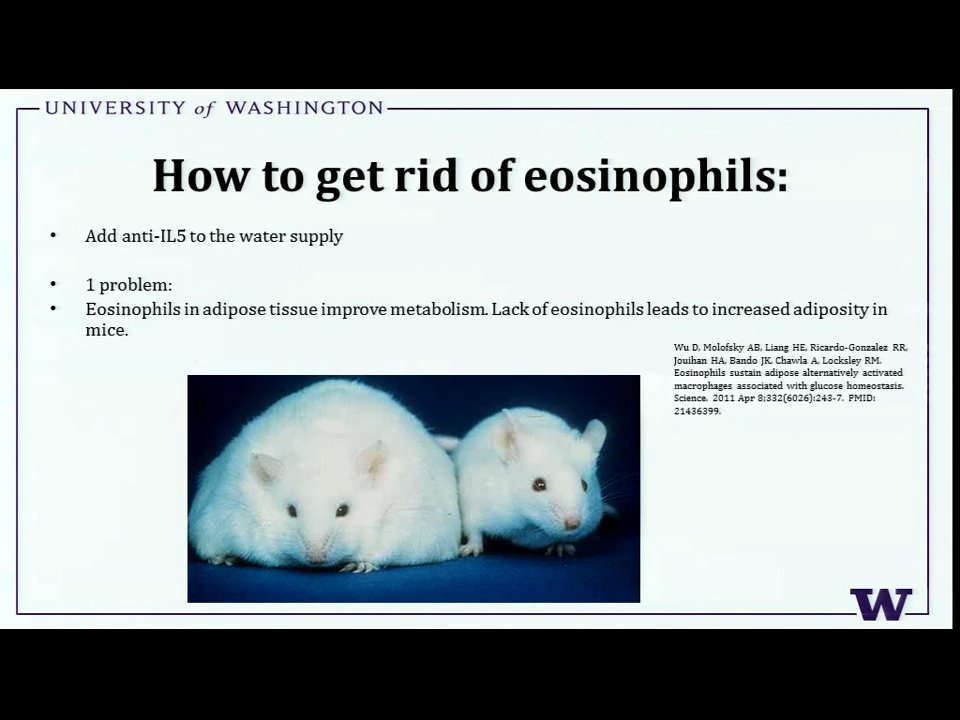 UNIVERSITY of WASHINGTON
How to get rid of eosinophils:
• Add anti-IL5 to the water supply
• 1 problem:
• Eosinophils in adipose tissue improve metabolism. Lack of eosinophils leads to increased adiposity in
mice.
Wu D, Molofsky AB, Liang HE, Ricardo-Gonzalez RR,
Jouihan HA, Bando JK, Chawla A, Locksley RM.
Eosinophils sustain adipose alternatively activated
macrophages associated with glucose homeostasis.
Science. 2011 Apr 8;332(6026):243-7. PMID:
21436399.
W